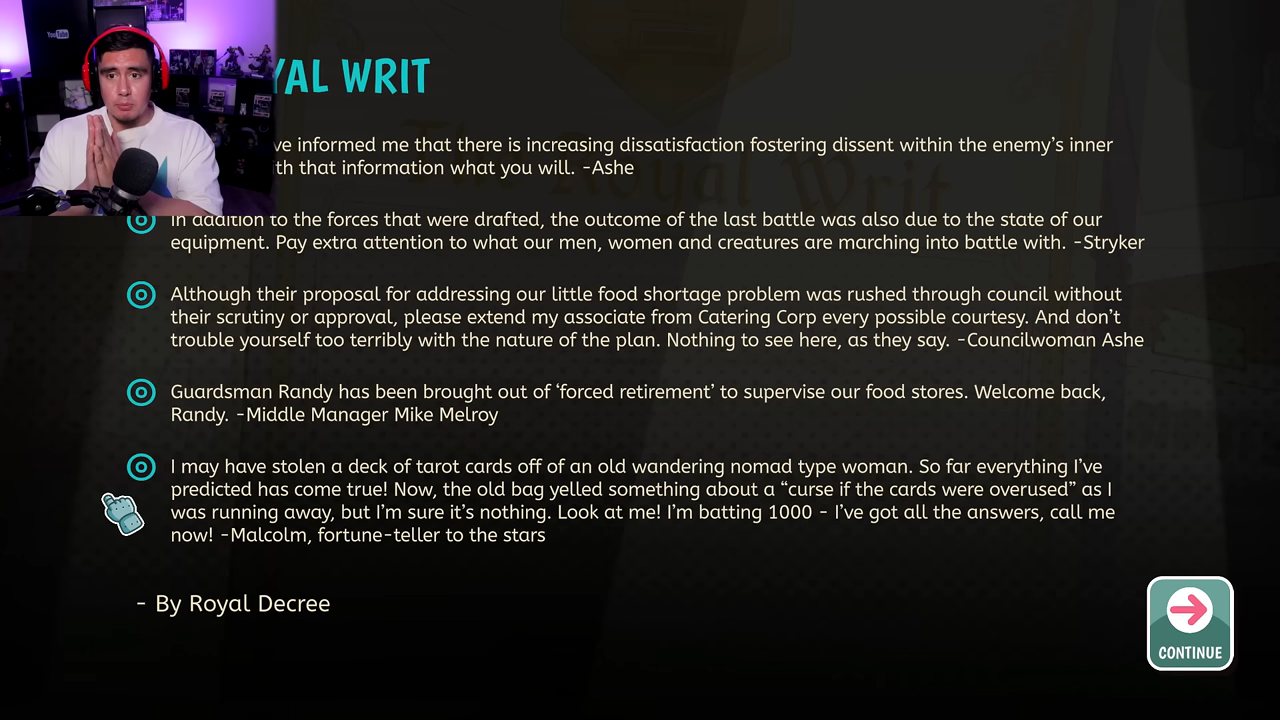 YouTube
YAL WRIT
ve informed me that there is increasing dissatisfaction fostering dissent within the enemy's inner
th that information what you will. -Ashe
In addition to the forces that were drafted, the outcome of the last battle was also due to the state of our
equipment. Pay extra attention to what our men, women and creatures are marching into battle with. -Stryker
Although their proposal for addressing our little food shortage problem was rushed through council without
their scrutiny or approval, please extend my associate from Catering Corp every possible courtesy. And don't
trouble yourself too terribly with the nature of the plan. Nothing to see here, as they say. -Councilwoman Ashe
Guardsman Randy has been brought out of 'forced retirement' to supervise our food stores. Welcome back,
Randy. -Middle Manager Mike Melroy
I may have stolen a deck of tarot cards off of an old wandering nomad type woman. So far everything I've
predicted has come true! Now, the old bag yelled something about a "curse if the cards were overused" as I
was running away, but I'm sure it's nothing. Look at me! I'm batting 1000 - I've got all the answers, call me
now! -Malcolm, fortune-teller to the stars
- By Royal Decree
CONTINUE
The Royal Writ